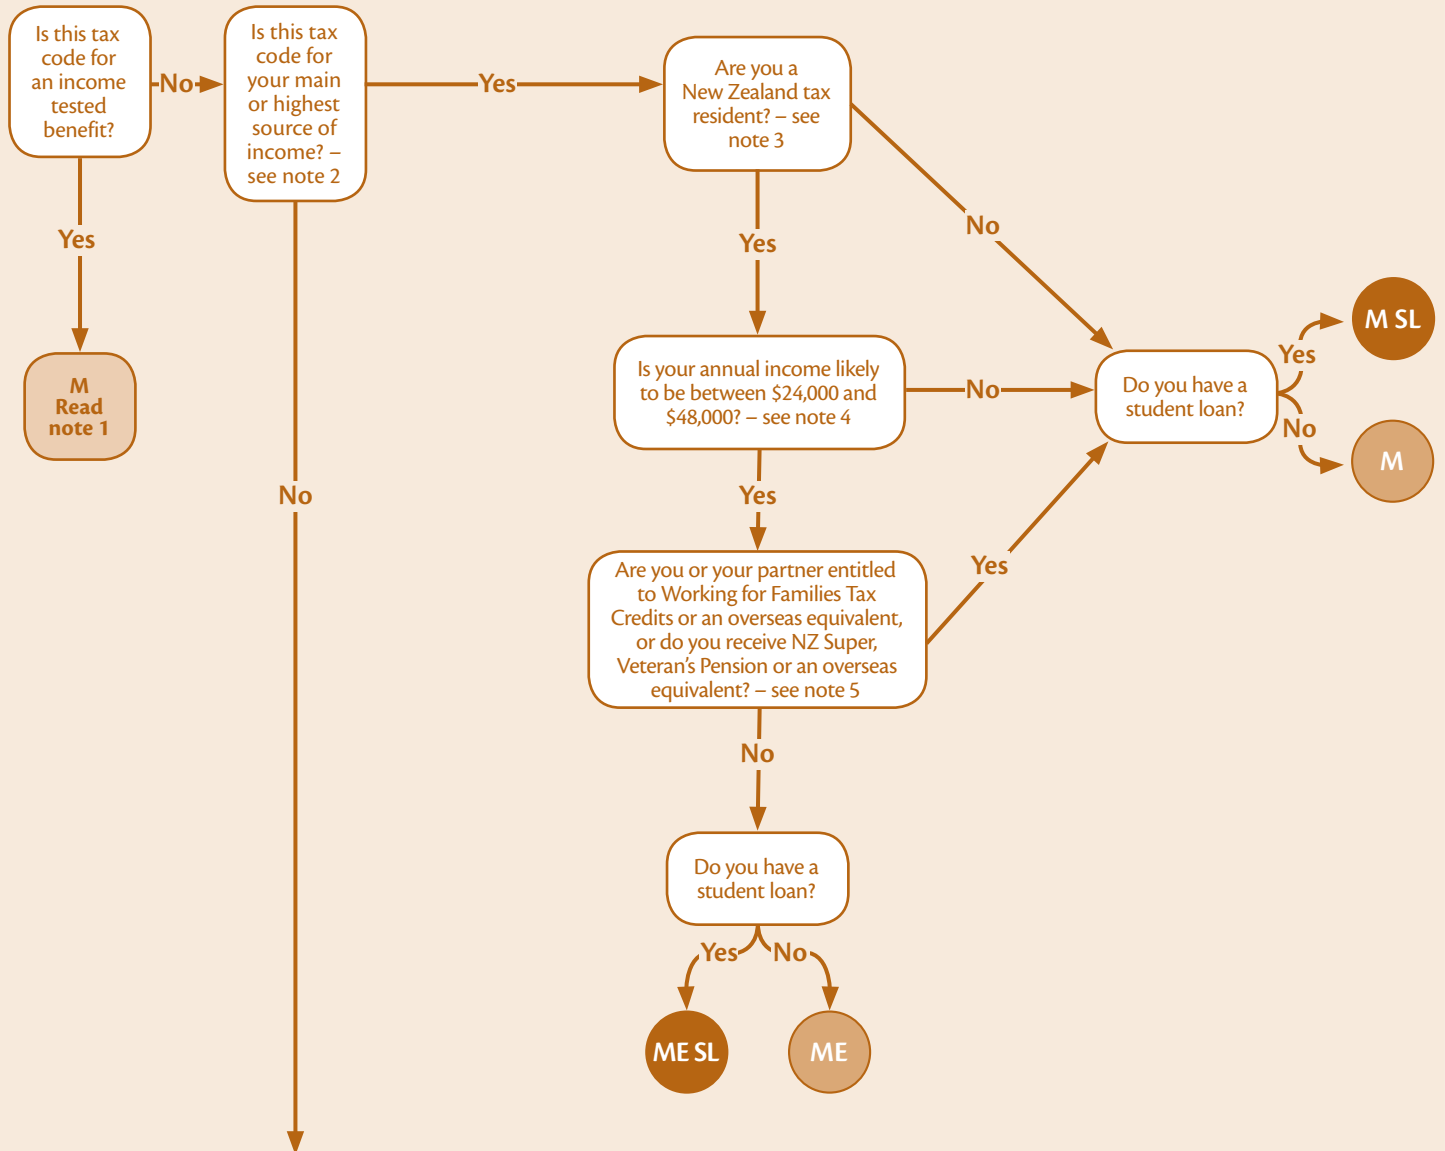 Is this tax
code for
an income
tested
benefit?
No
Yes
M
Read
note 1
Is this tax
code for
your main
or highest
source of
income? –
see note 2
Yes
No
Are you a
New Zealand tax
resident? – see
note 3
No
Yes
Is your annual income likely
to be between $24,000 and
$48,000? – see note 4
No
Yes
Are you or your partner entitled
to Working for Families Tax
Credits or an overseas equivalent,
or do you receive NZ Super,
Veteran's Pension or an overseas
equivalent? – see note 5
Yes
No
Do you have a
student loan?
Yes
No
ME SL
ME
Do you have a
student loan?
Yes
No
M SL
M